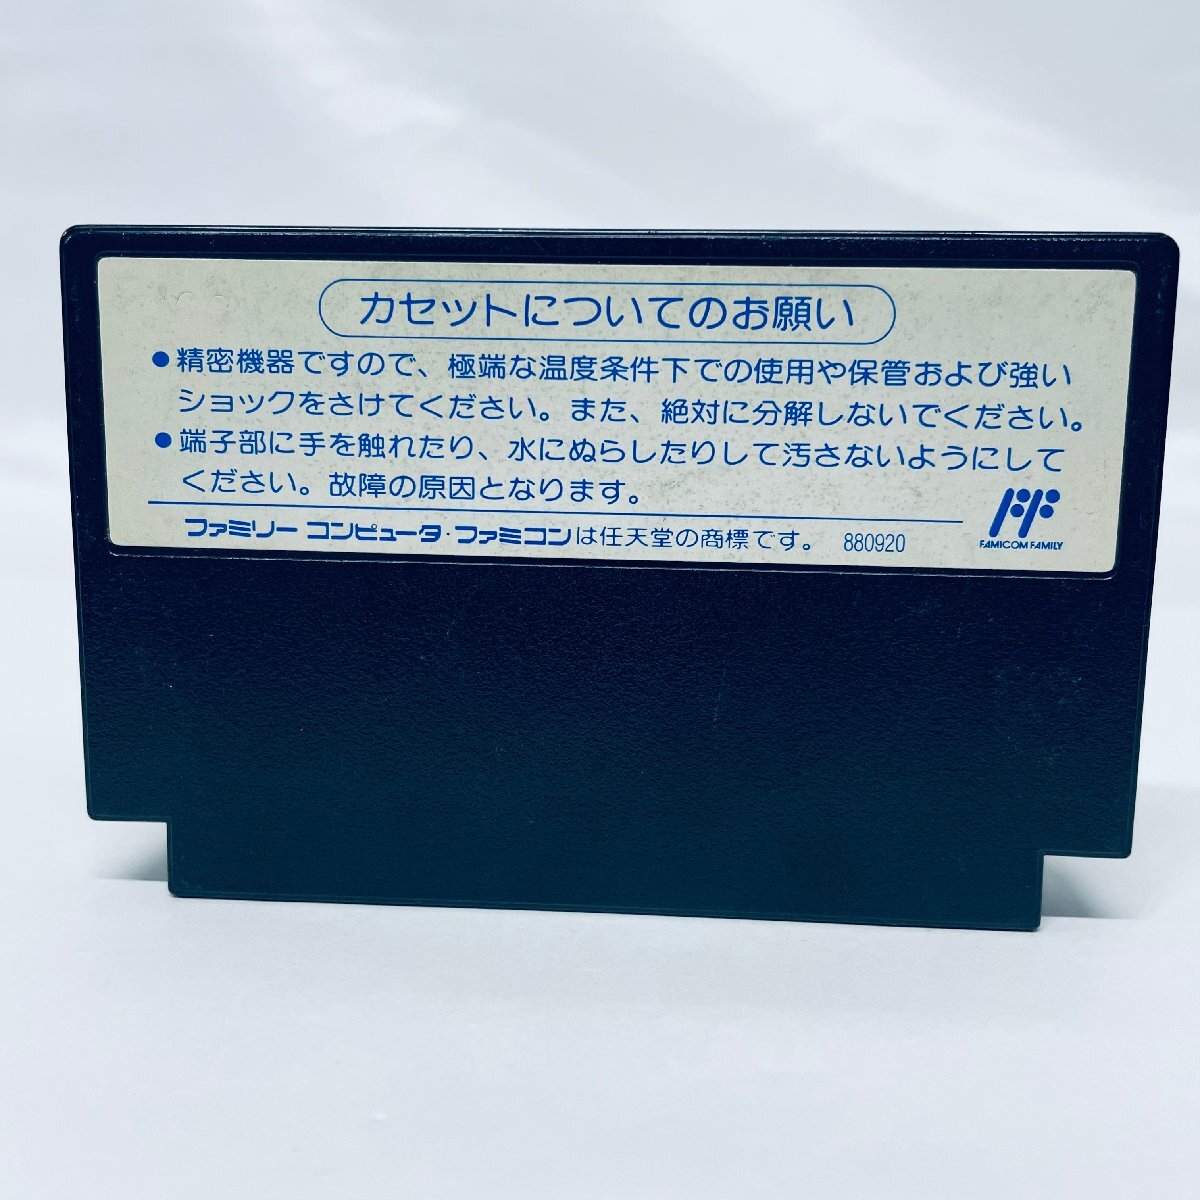 カセットについてのお願い
●精密機器ですので、極端な温度条件下での使用や保管および強い
ショックをさけてください。また、絶対に分解しないでください。
●端子部に手を触れたり、水にぬらしたりして汚さないようにして
ください。故障の原因となります。
ファミリーコンピュータ・ファミコンは任天堂の商標です。 880920
FAMICOM FAMILY